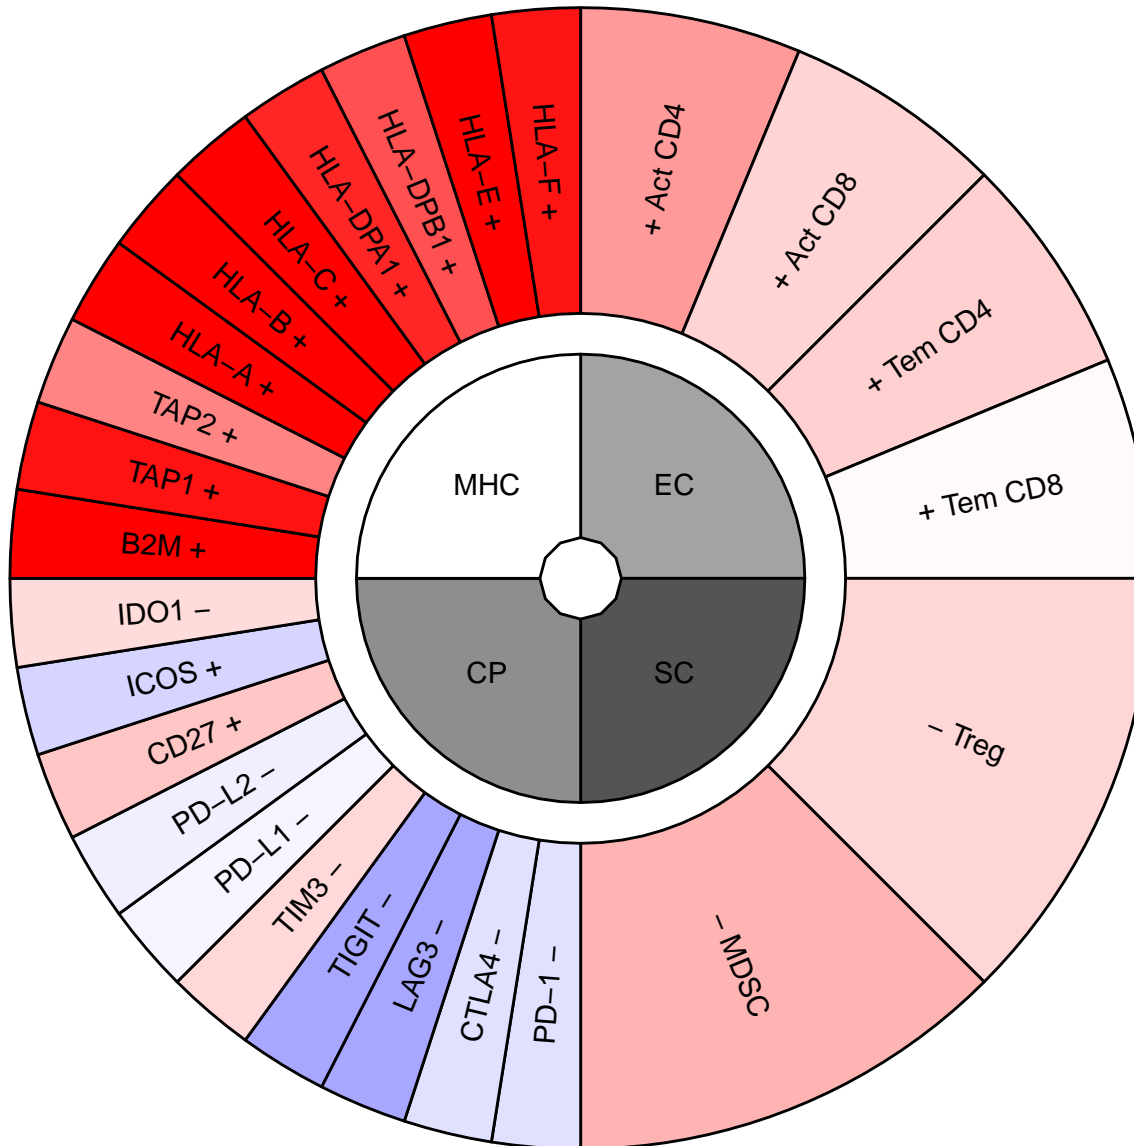 + Act CD4
+ Act CD8
+ Tem CD4
+ Tem CD8
– Treg
– MDSC
PD–1 –
CTLA4 –
LAG3 –
TIGIT –
TIM3 –
PD–L1 –
PD–L2 –
CD27 +
ICOS +
IDO1 –
B2M +
TAP1 +
TAP2 +
HLA–A +
HLA–B +
HLA–C +
HLA–DPA1 +
HLA–DPB1 +
HLA–E +
HLA–F +
MHC
EC
CP
SC